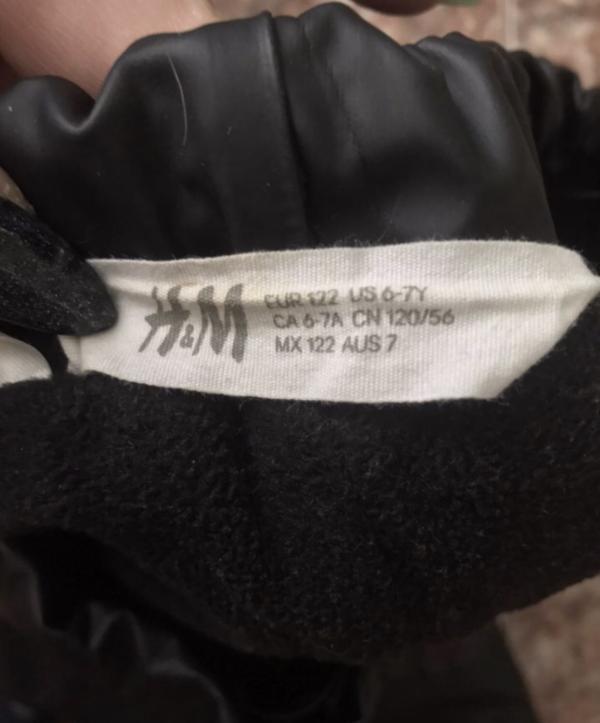 H&M
EUR 122 US 6-7Y
CA 6-7A CN 120/56
MX 122 AUS 7